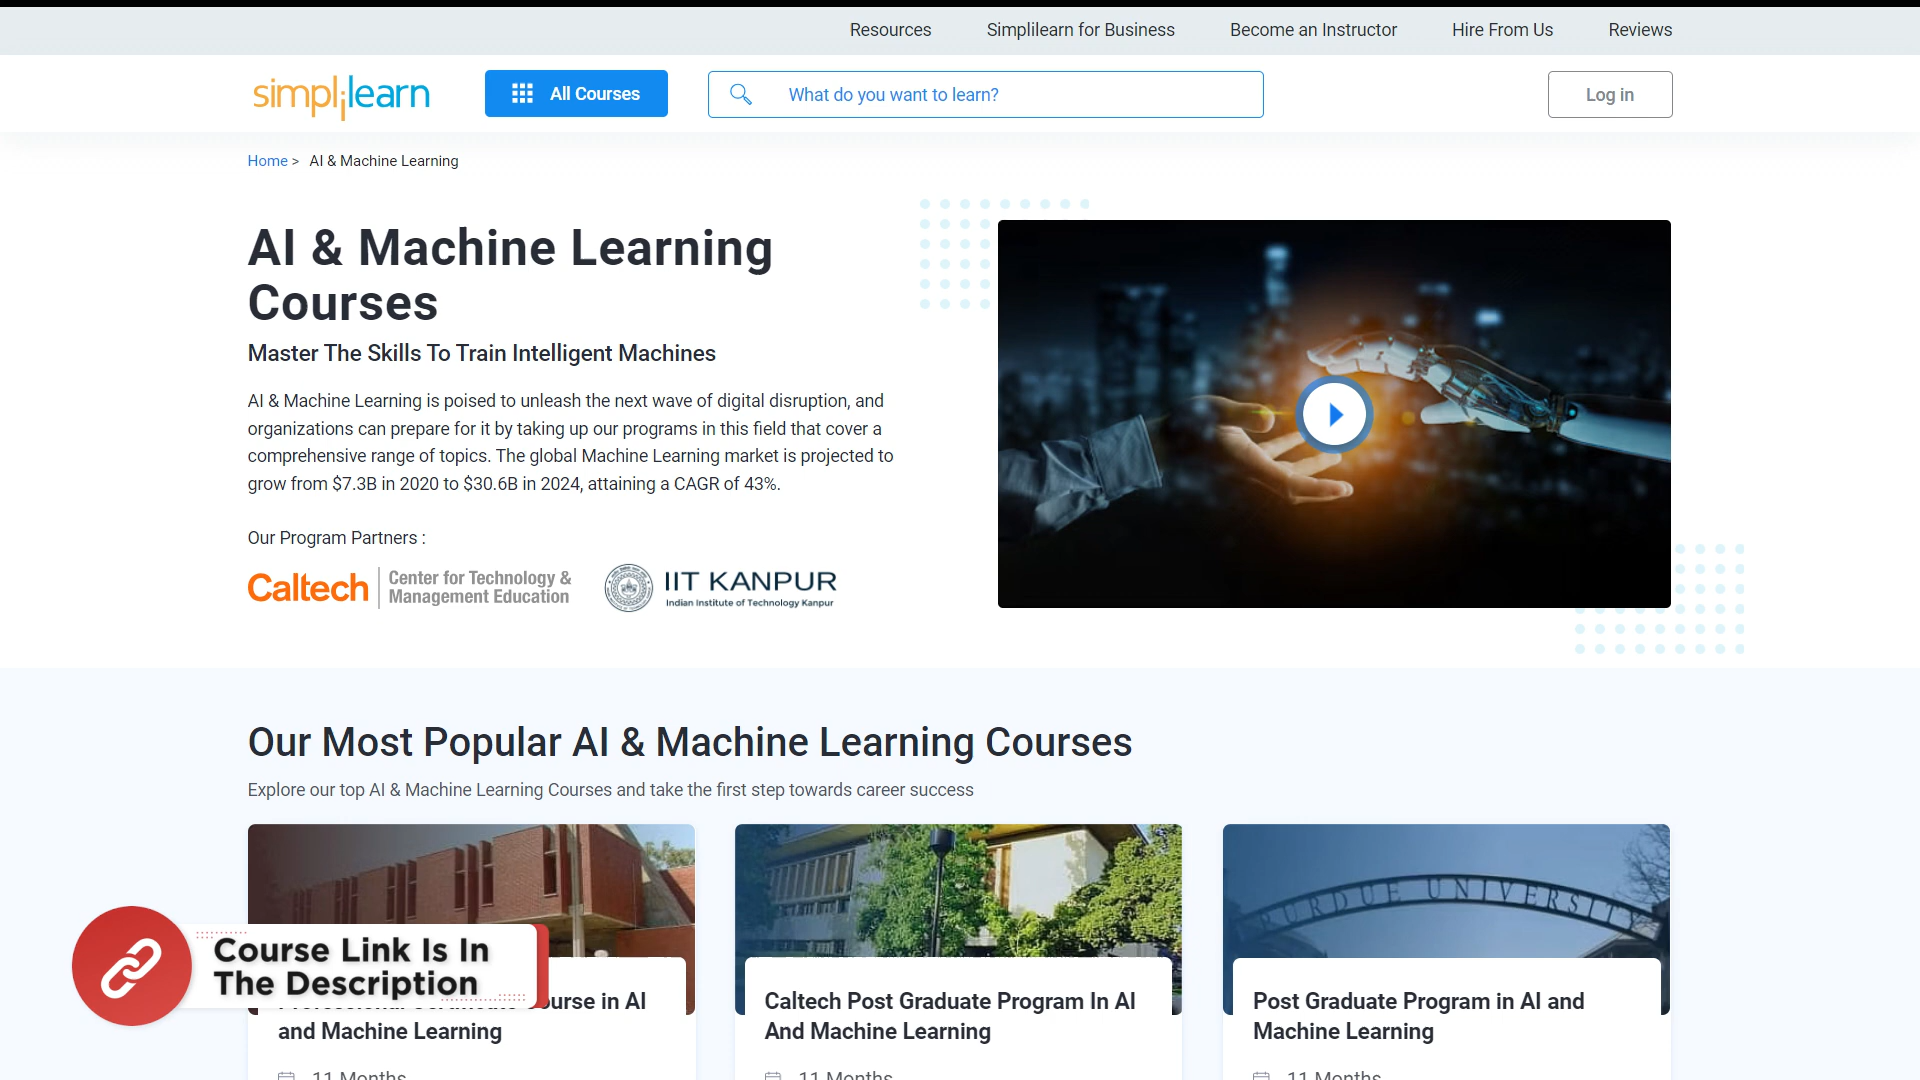 Resources Simplilearn for Business Become an Instructor Hire From Us Reviews
simplilearn All Courses What do you want to learn? Log in
Home > AI & Machine Learning
AI & Machine Learning
Courses
Master The Skills To Train Intelligent Machines
AI & Machine Learning is poised to unleash the next wave of digital disruption, and
organizations can prepare for it by taking up our programs in this field that cover a
comprehensive range of topics. The global Machine Learning market is projected to
grow from $7.3B in 2020 to $30.6B in 2024, attaining a CAGR of 43%.
Our Program Partners :
Caltech
Center for Technology &
Management Education
IIT KANPUR
Indian Institute of Technology Kanpur
Our Most Popular AI & Machine Learning Courses
Explore our top AI & Machine Learning Courses and take the first step towards career success
PURDUE UNIVERSITY
Course Link Is In
The Description
in AI
and Machine Learning
11 Months
Caltech Post Graduate Program In AI
And Machine Learning
11 Months
Post Graduate Program in AI and
Machine Learning
11 Months